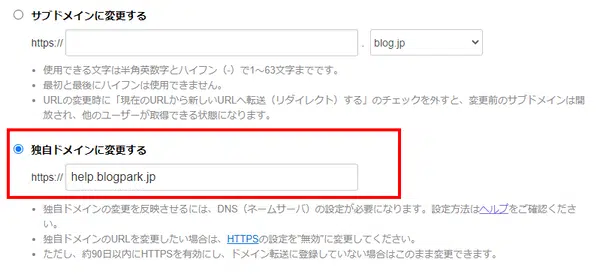 サブドメインに変更する
https:// . blog.jp
使用できる文字は半角英数字とハイフン（-）で1～63文字までです。
最初と最後にハイフンは使用できません。
URLの変更時に「現在のURLから新しいURLへ転送（リダイレクト）する」のチェックを外すと、変更前のサブドメインは開
放され、他のユーザーが取得できる状態になります。
独自ドメインに変更する
https:// help.blogpark.jp
独自ドメインの変更を反映させるには、DNS（ネームサーバ）の設定が必要になります。設定方法はヘルプをご確認くださ
い。
独自ドメインのURLを変更したい場合は、HTTPSの設定を"無効"に変更してください。
ただし、約90日以内にHTTPSを有効にし、ドメイン転送に登録していない場合はこのまま変更できます。